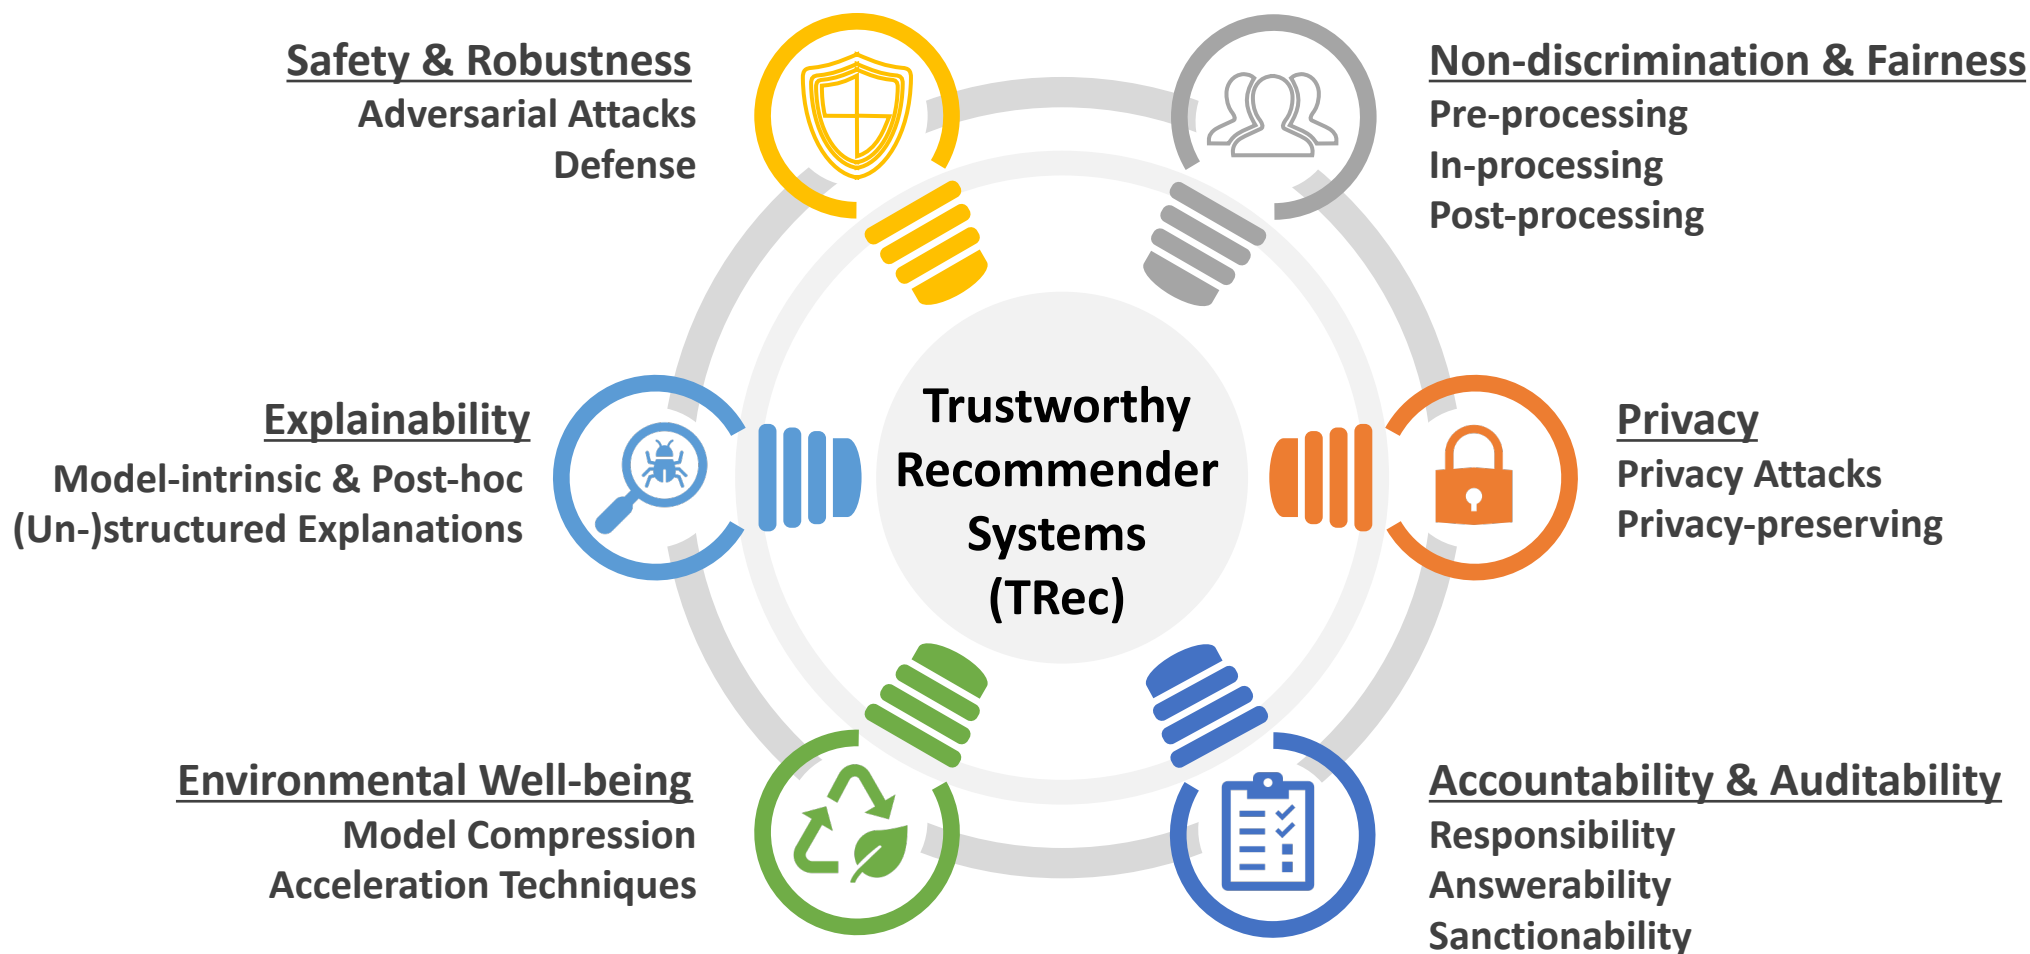 Safety & Robustness
Adversarial Attacks
Defense
Non-discrimination & Fairness
Pre-processing
In-processing
Post-processing
Explainability
Model-intrinsic & Post-hoc
(Un-)structured Explanations
Trustworthy
Recommender
Systems
(TRec)
Privacy
Privacy Attacks
Privacy-preserving
Environmental Well-being
Model Compression
Acceleration Techniques
Accountability & Auditability
Responsibility
Answerability
Sanctionability